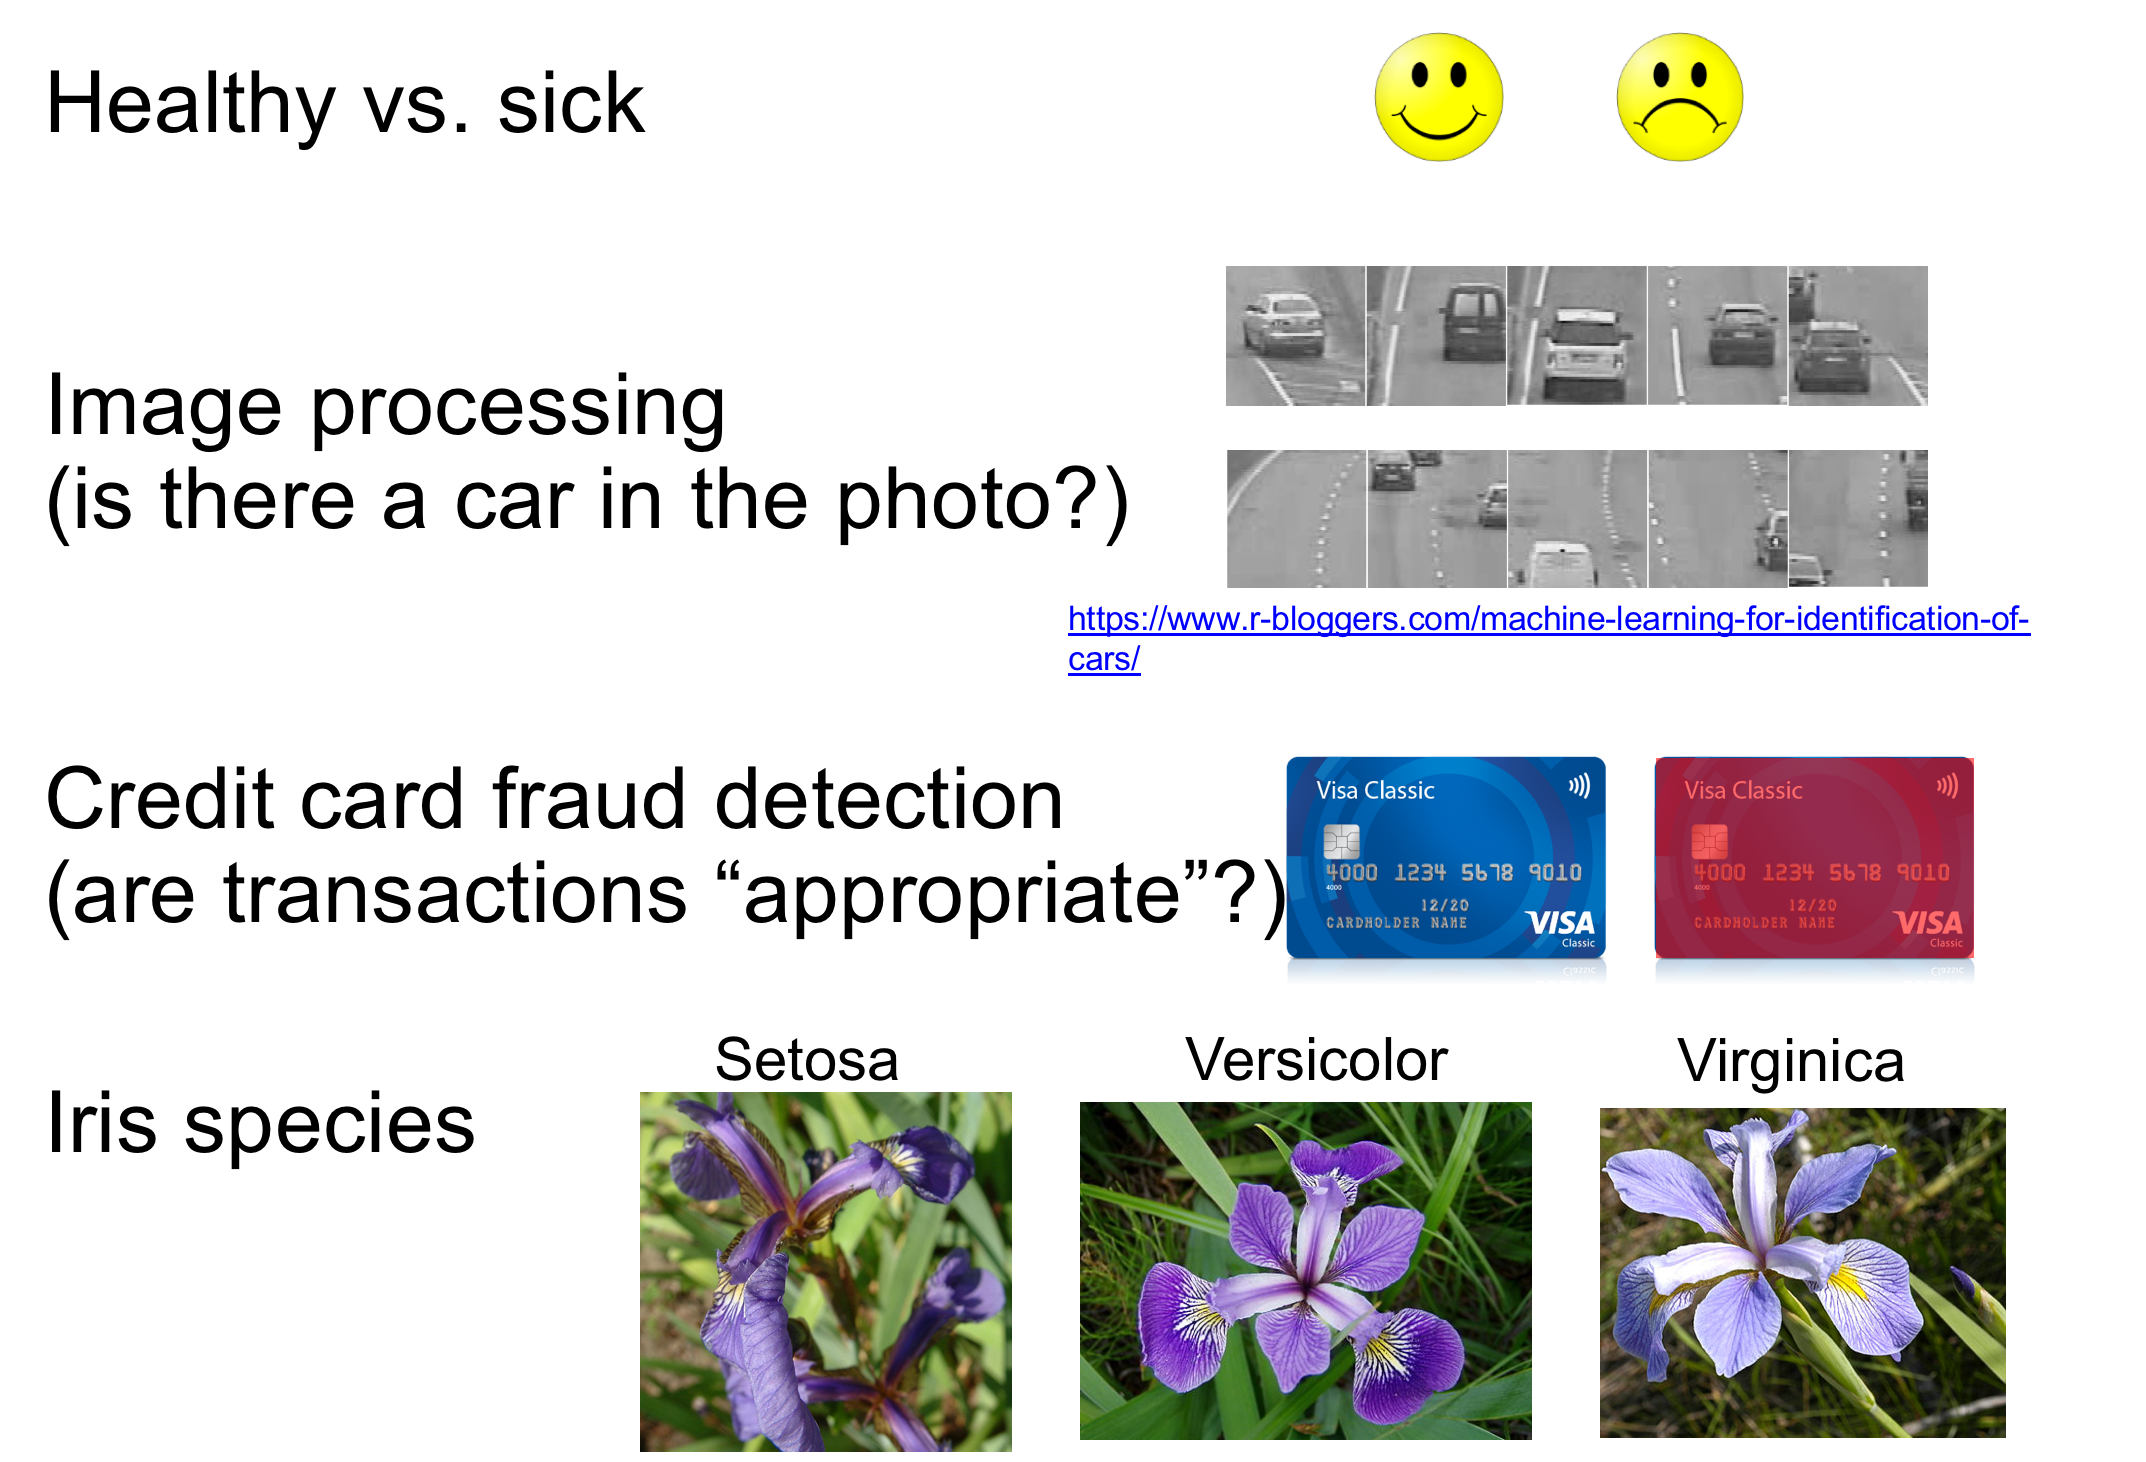 Healthy vs. sick
Image processing
(is there a car in the photo?)
https://www.r-bloggers.com/machine-learning-for-identification-of-
cars/
Credit card fraud detection
(are transactions “appropriate”?)
Visa Classic
4000 1234 5678 9010
4000
12/20
CARDHOLDER NAME
VISA
Classic
Visa Classic
4000 1234 5678 9010
4000
12/20
CARDHOLDER NAME
VISA
Classic
Iris species
Setosa
Versicolor
Virginica